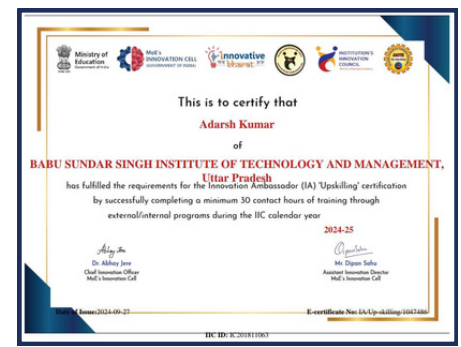 Ministry of
Education
Government of India
MoE's
INNOVATION CELL
(GOVERNMENT OF INDIA)
innovative
bharat
INSTITUTION'S
INNOVATION
COUNCIL
This is to certify that
Adarsh Kumar
of
BABU SUNDAR SINGH INSTITUTE OF TECHNOLOGY AND MANAGEMENT,
Uttar Pradesh
has fulfilled the requirements for the Innovation Ambassador (IA) 'Upskilling' certification
by successfully completing a minimum 30 contact hours of training through
external/internal programs during the IIC calendar year
2024-25
Dr. Abhay Jere
Chief Innovation Officer
MoE's Innovation Cell
Mr. Dipan Sahu
Assistant Innovation Director
MoE's Innovation Cell
Date of Issue:2024-09-27
E-certificate No: IA/Up-skilling/1047486
IIC ID: IC201811063